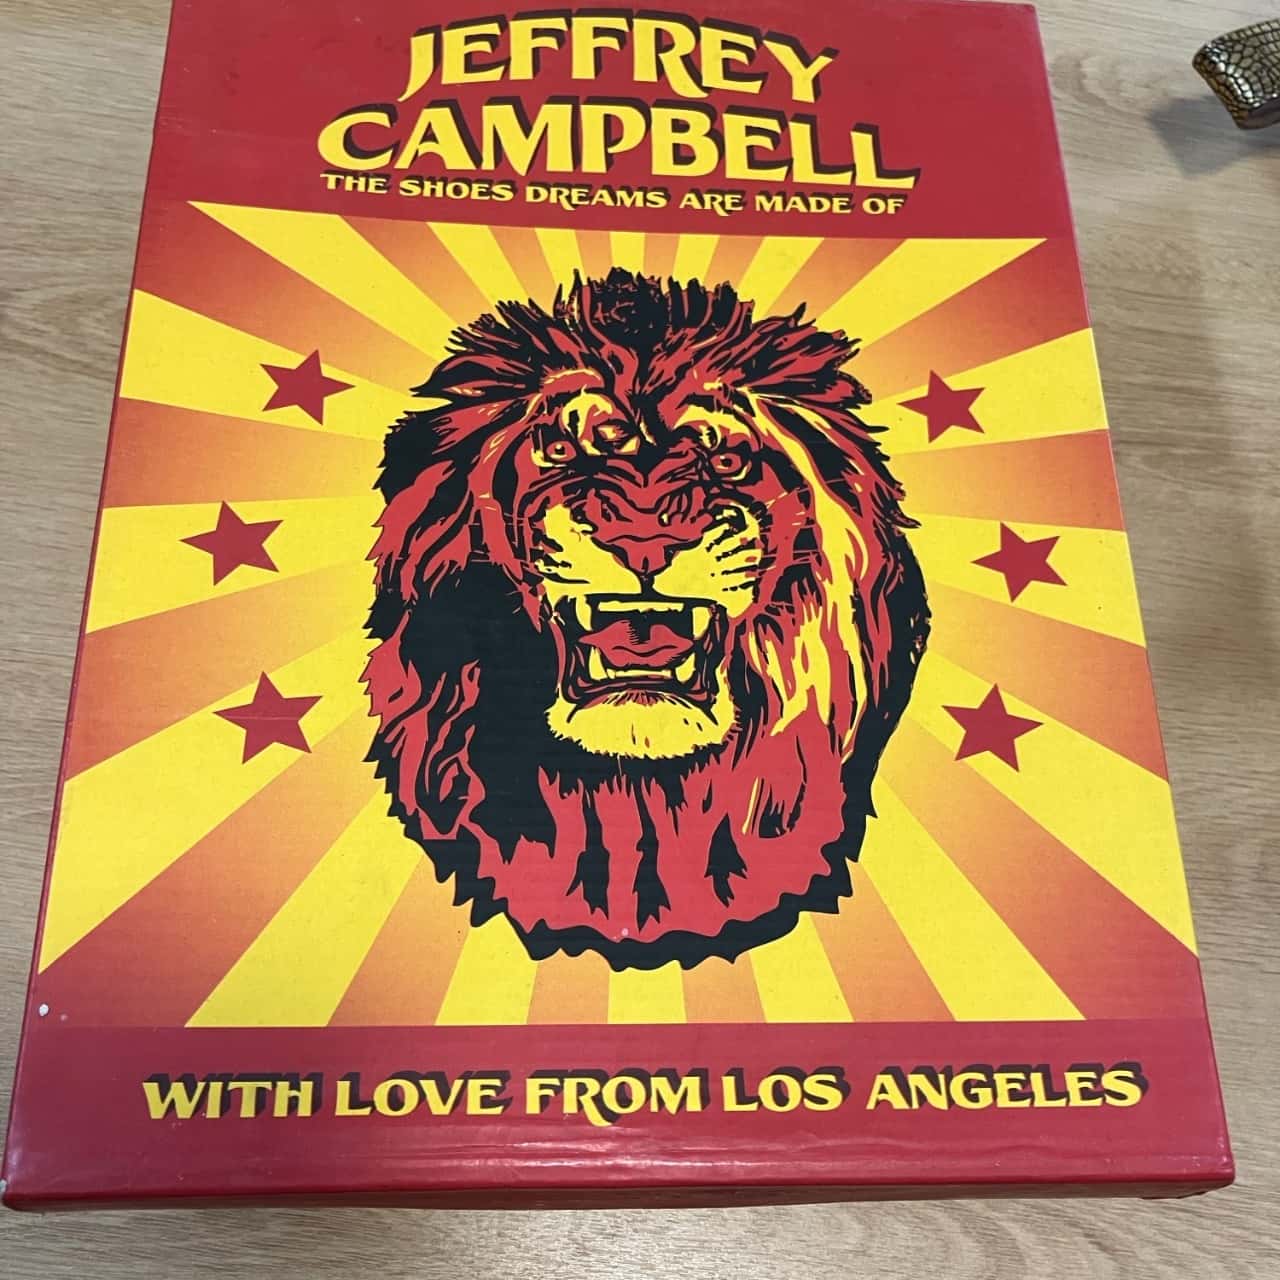 JEFFREY
CAMPBELL
THE SHOES DREAMS ARE MADE OF
WITH LOVE FROM LOS ANGELES